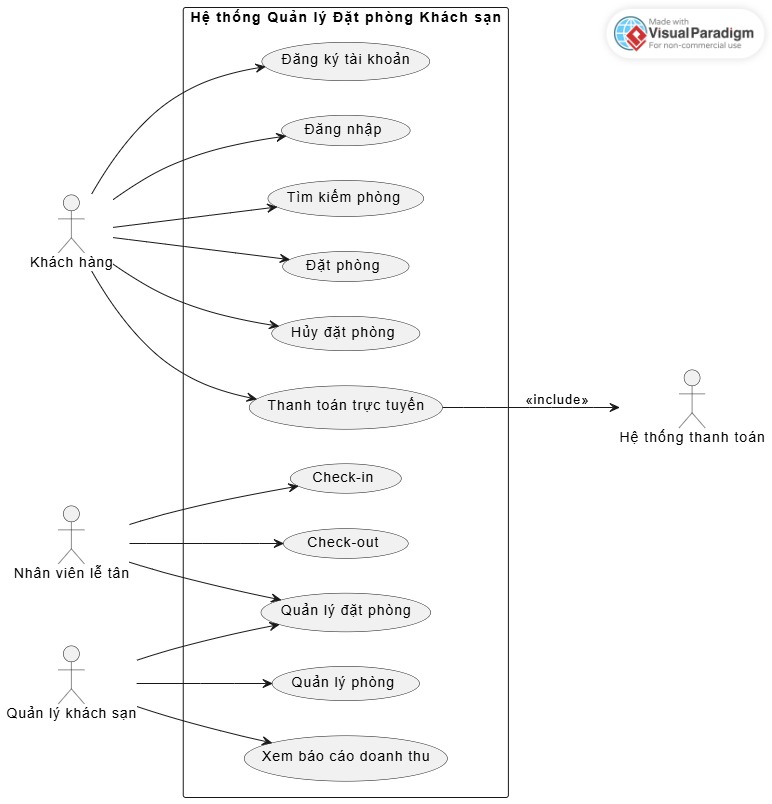 Hệ thống Quản lý Đặt phòng Khách sạn
Made with
VisualParadigm
For non-commercial use
Đăng ký tài khoản
Đăng nhập
Tìm kiếm phòng
Khách hàng
Đặt phòng
Hủy đặt phòng
Thanh toán trực tuyến
«include»
Hệ thống thanh toán
Check-in
Check-out
Nhân viên lễ tân
Quản lý đặt phòng
Quản lý phòng
Quản lý khách sạn
Xem báo cáo doanh thu